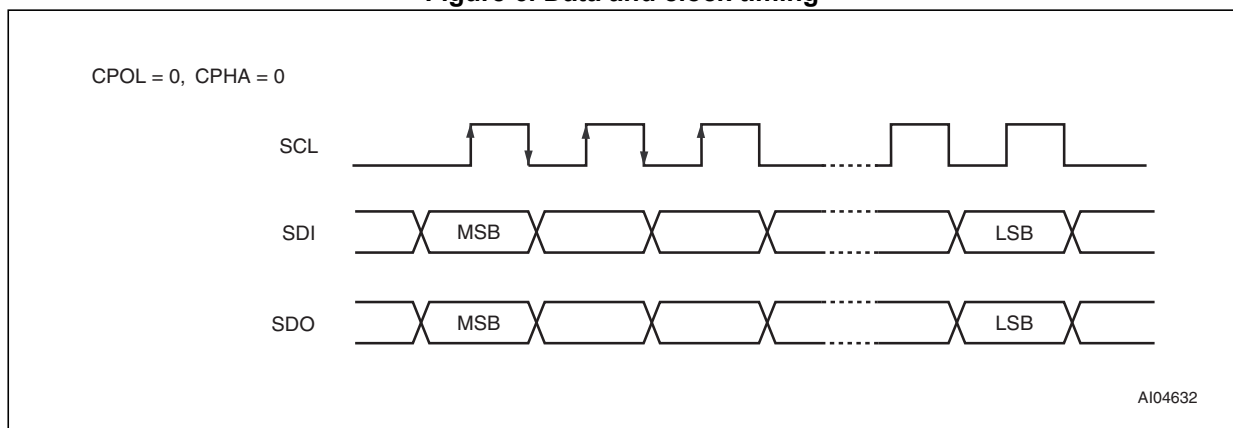 CPOL = 0, CPHA = 0
SCL
SDI MSB LSB
SDO MSB LSB
AI04632